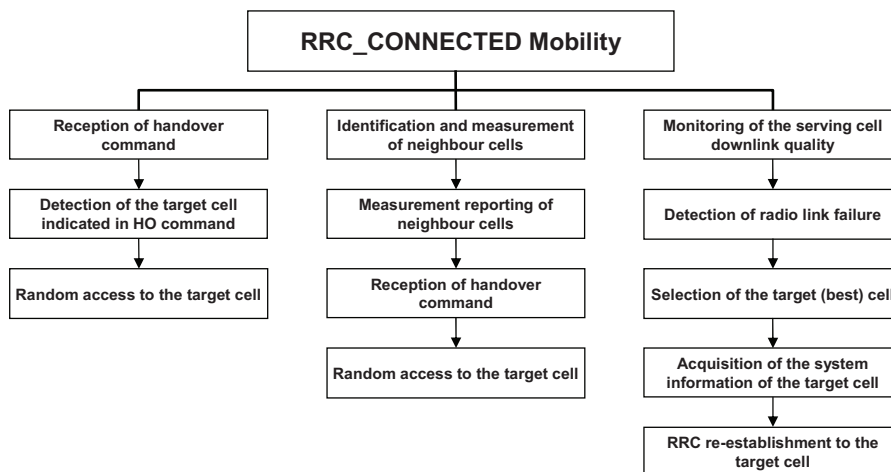 RRC_CONNECTED Mobility
Reception of handover
command
Detection of the target cell
indicated in HO command
Random access to the target cell
Identification and measurement
of neighbour cells
Measurement reporting of
neighbour cells
Reception of handover
command
Random access to the target cell
Monitoring of the serving cell
downlink quality
Detection of radio link failure
Selection of the target (best) cell
Acquisition of the system
information of the target cell
RRC re-establishment to the
target cell